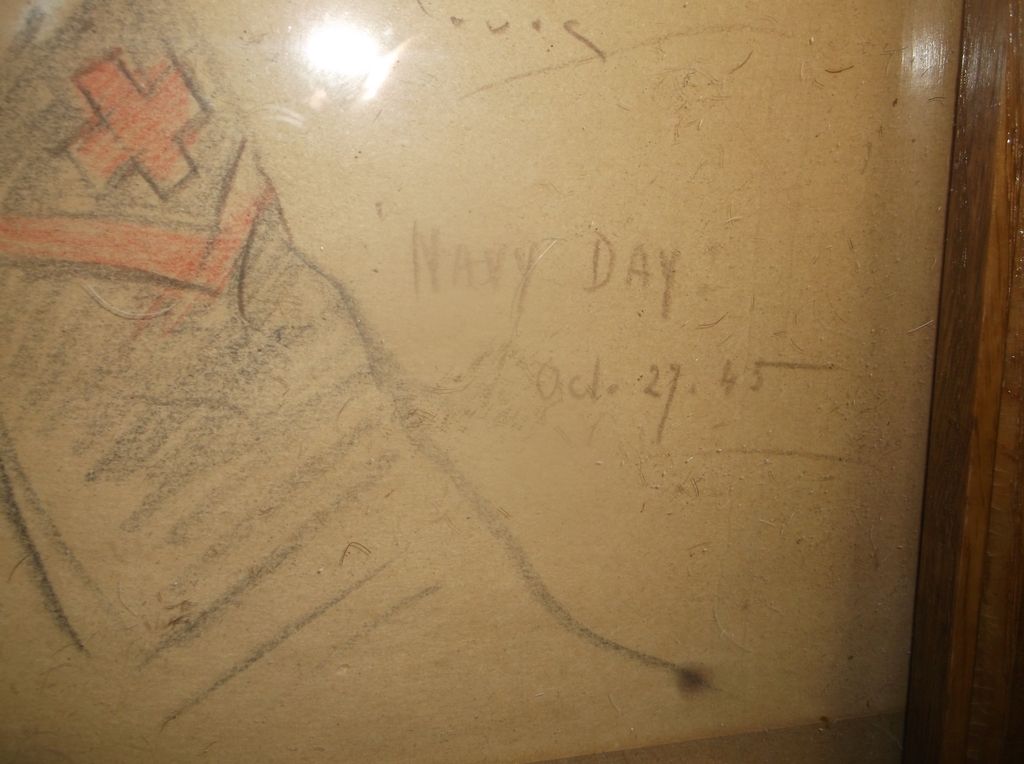 NAVY DAY
Oct. 27. 45